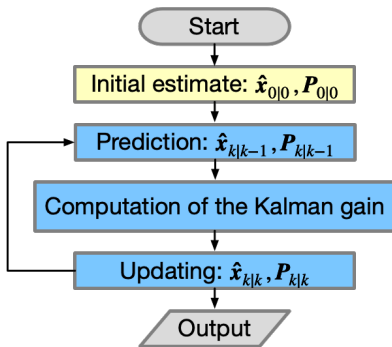 Start
Initial estimate: x̂₀|₀, P₀|₀
Prediction: x̂ₖ|ₖ₋₁, Pₖ|ₖ₋₁
Computation of the Kalman gain
Updating: x̂ₖ|ₖ, Pₖ|ₖ
Output